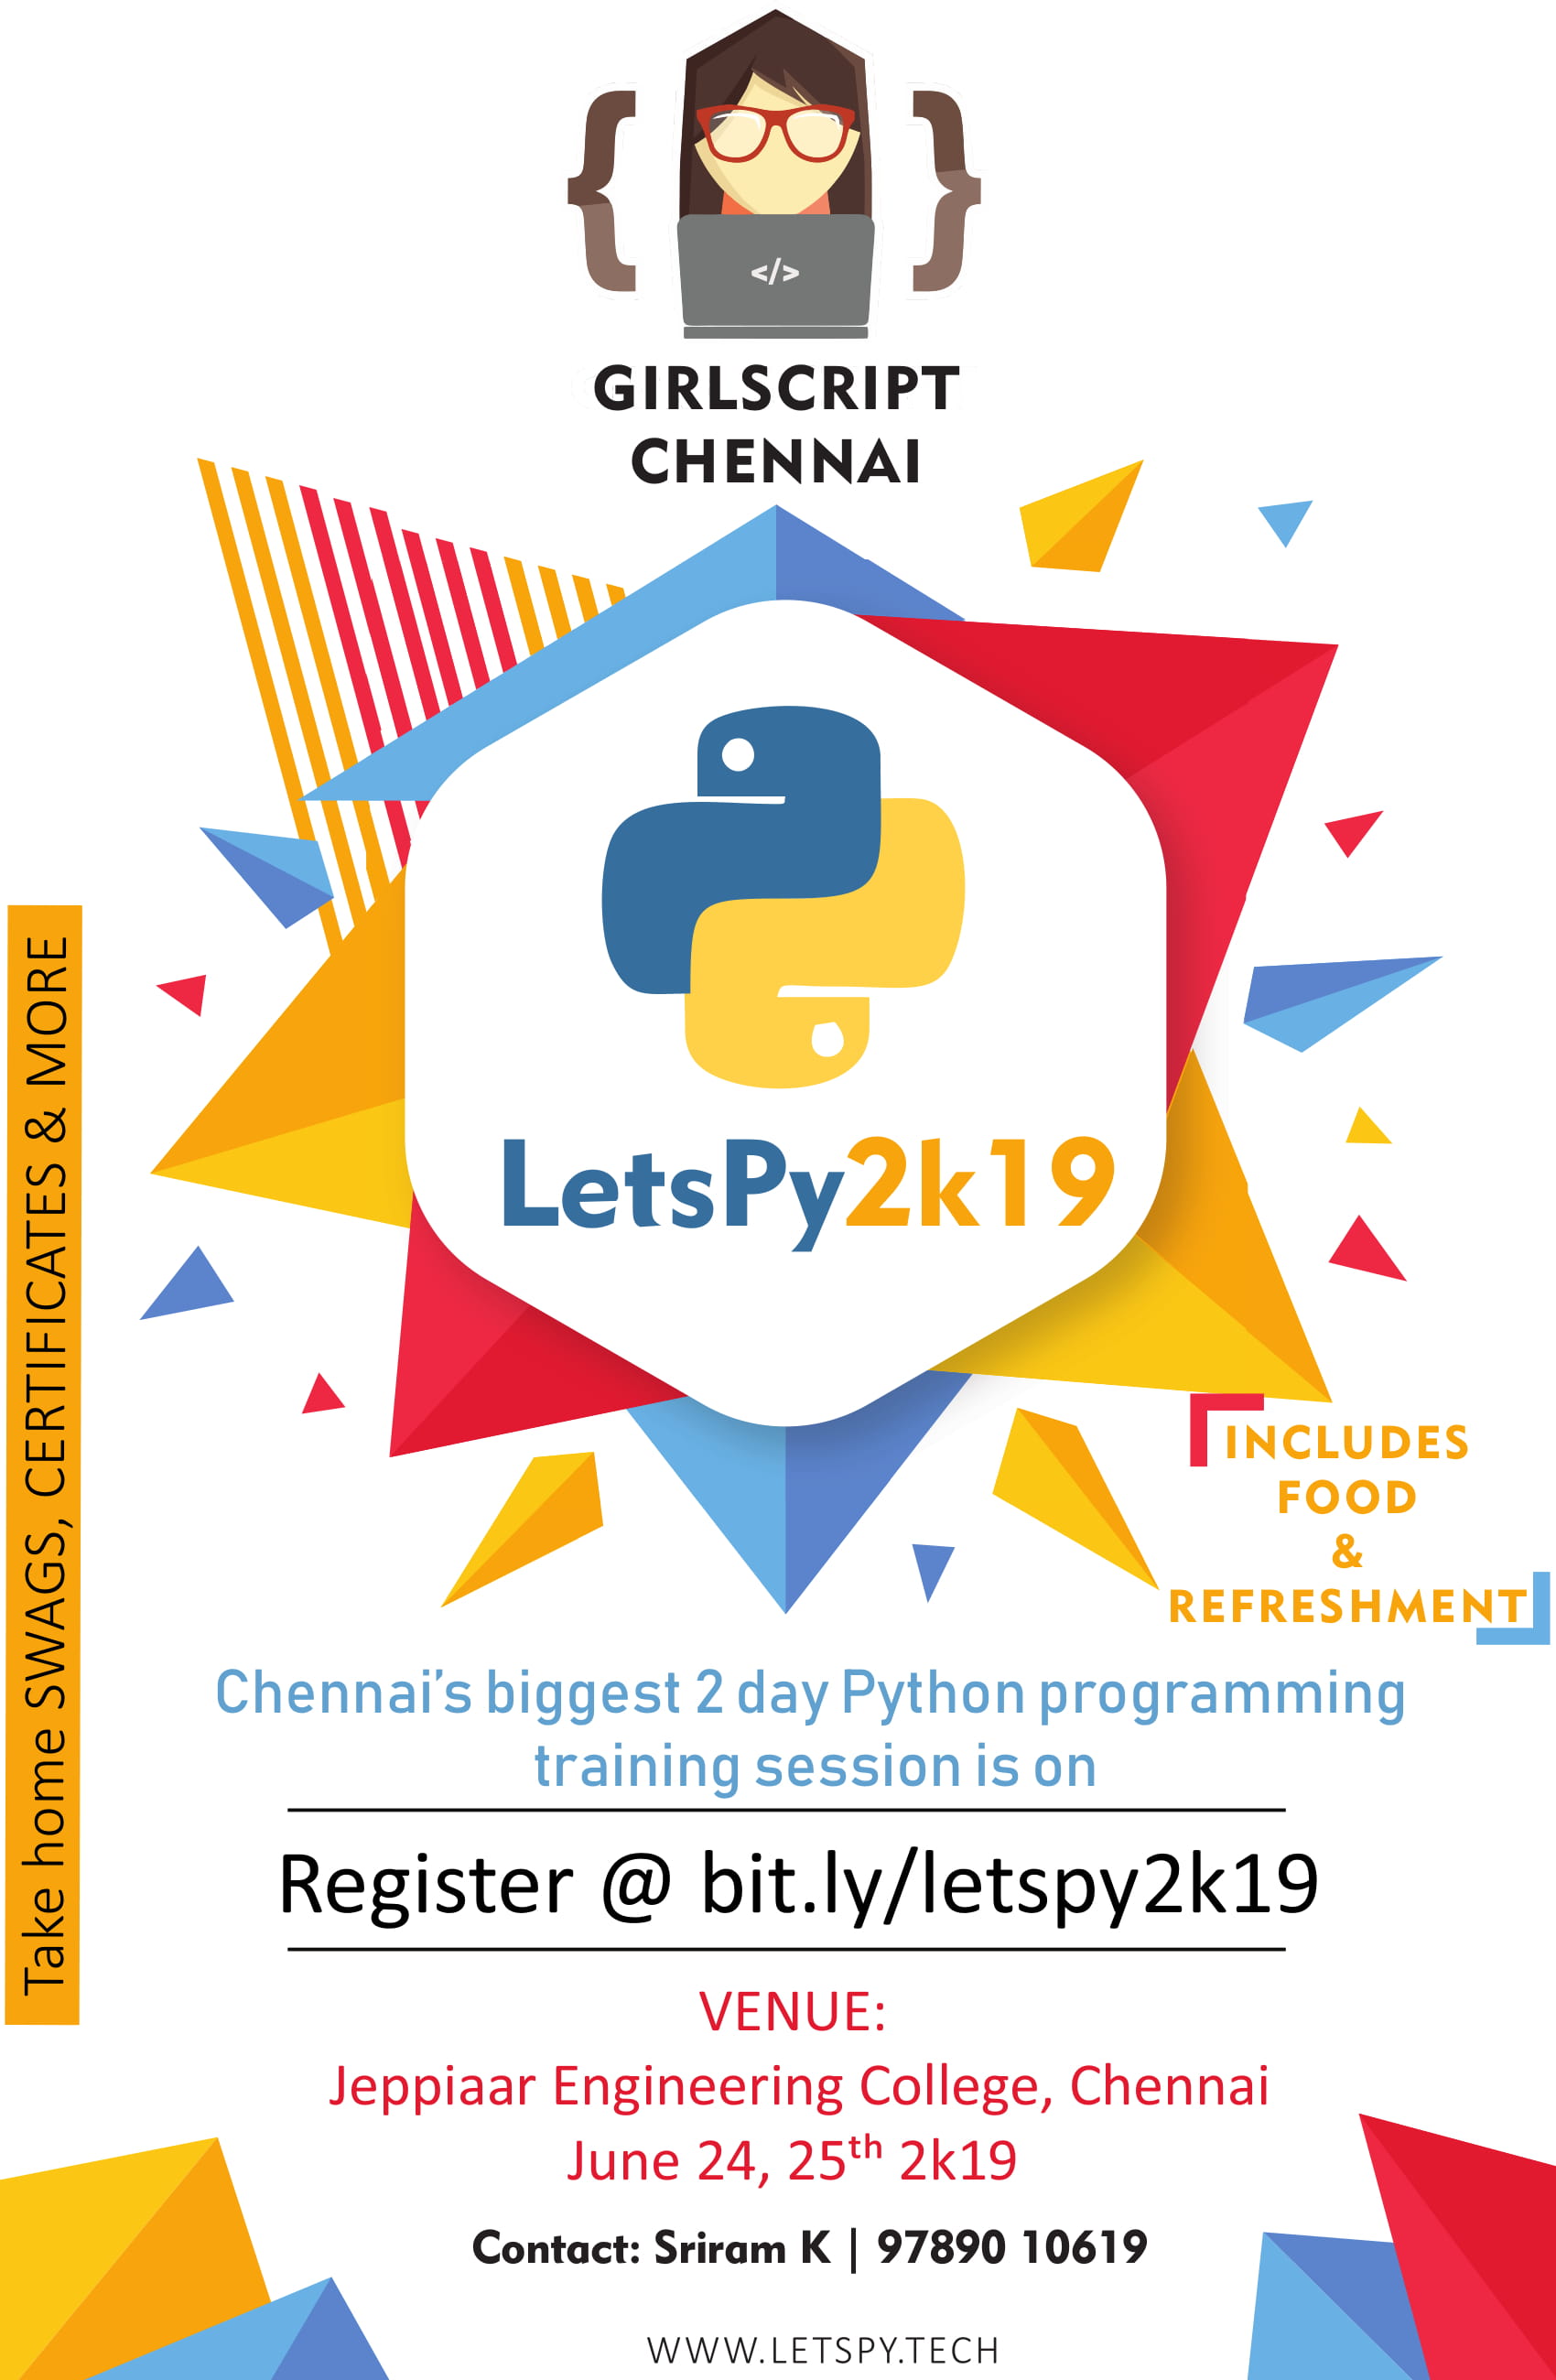 </>
GIRLSCRIPT
CHENNAI
LetsPy2k19
Take home SWAGS, CERTIFICATES & MORE
INCLUDES
FOOD
&
REFRESHMENT
Chennai’s biggest 2 day Python programming
training session is on
Register @ bit.ly/letspy2k19
VENUE:
Jeppiaar Engineering College, Chennai
June 24, 25th 2k19
Contact: Sriram K | 97890 10619
WWW.LETSPY.TECH